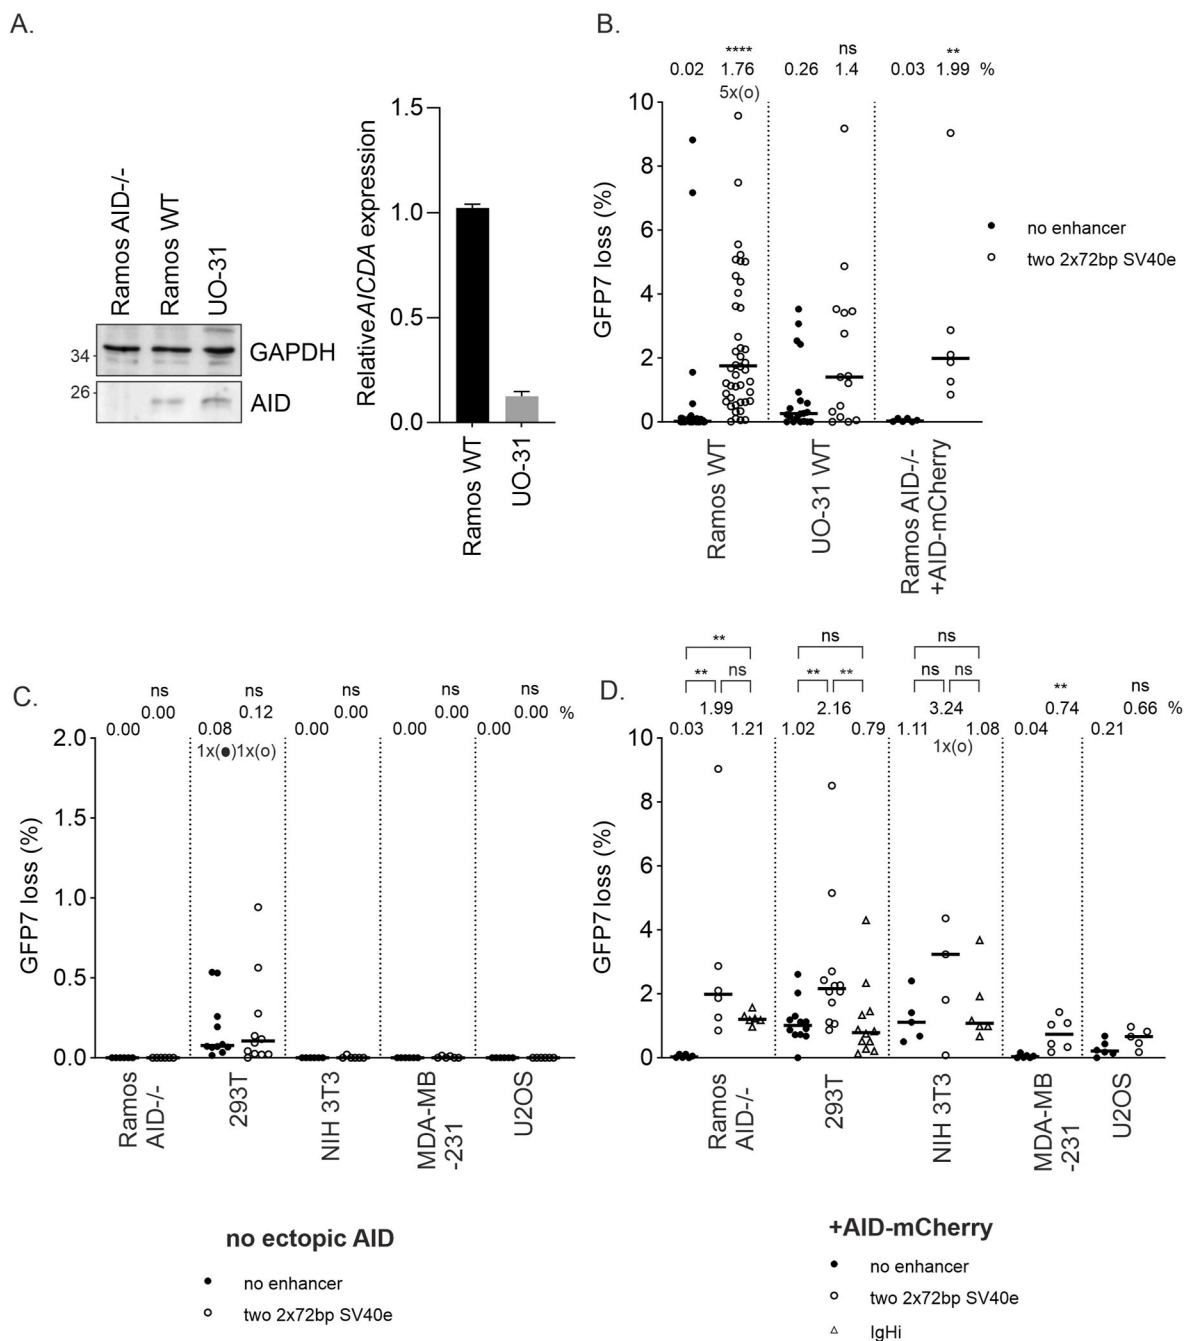 A.
Ramos AID-/-
Ramos WT
UO-31
34
GAPDH
26
AID
Relative AICDA expression
1.5
1.0
0.5
0.0
Ramos WT
UO-31
B.
**** ns **
0.02 1.76 0.26 1.4 0.03 1.99 %
5x(o)
GFP7 loss (%)
10
8
6
4
2
0
Ramos WT
UO-31 WT
Ramos AID-/-
+AID-mCherry
no enhancer
two 2x72bp SV40e
C.
ns ns ns ns ns
0.00 0.12 0.00 0.00 0.00 %
0.00 0.08 0.00 0.00 0.00
1x(●)1x(o)
GFP7 loss (%)
2.0
1.5
1.0
0.5
0.0
Ramos
AID-/-
293T
NIH 3T3
MDA-MB
-231
U2OS
no ectopic AID
no enhancer
two 2x72bp SV40e
D.
** ns ns
** ns ** ** ns ns ** ns
1.99 2.16 3.24 0.74 0.66 %
0.03 1.21 1.02 0.79 1.11 1.08 0.04 0.21
1x(o)
GFP7 loss (%)
10
8
6
4
2
0
Ramos
AID-/-
293T
NIH 3T3
MDA-MB
-231
U2OS
+AID-mCherry
no enhancer
two 2x72bp SV40e
IgHi